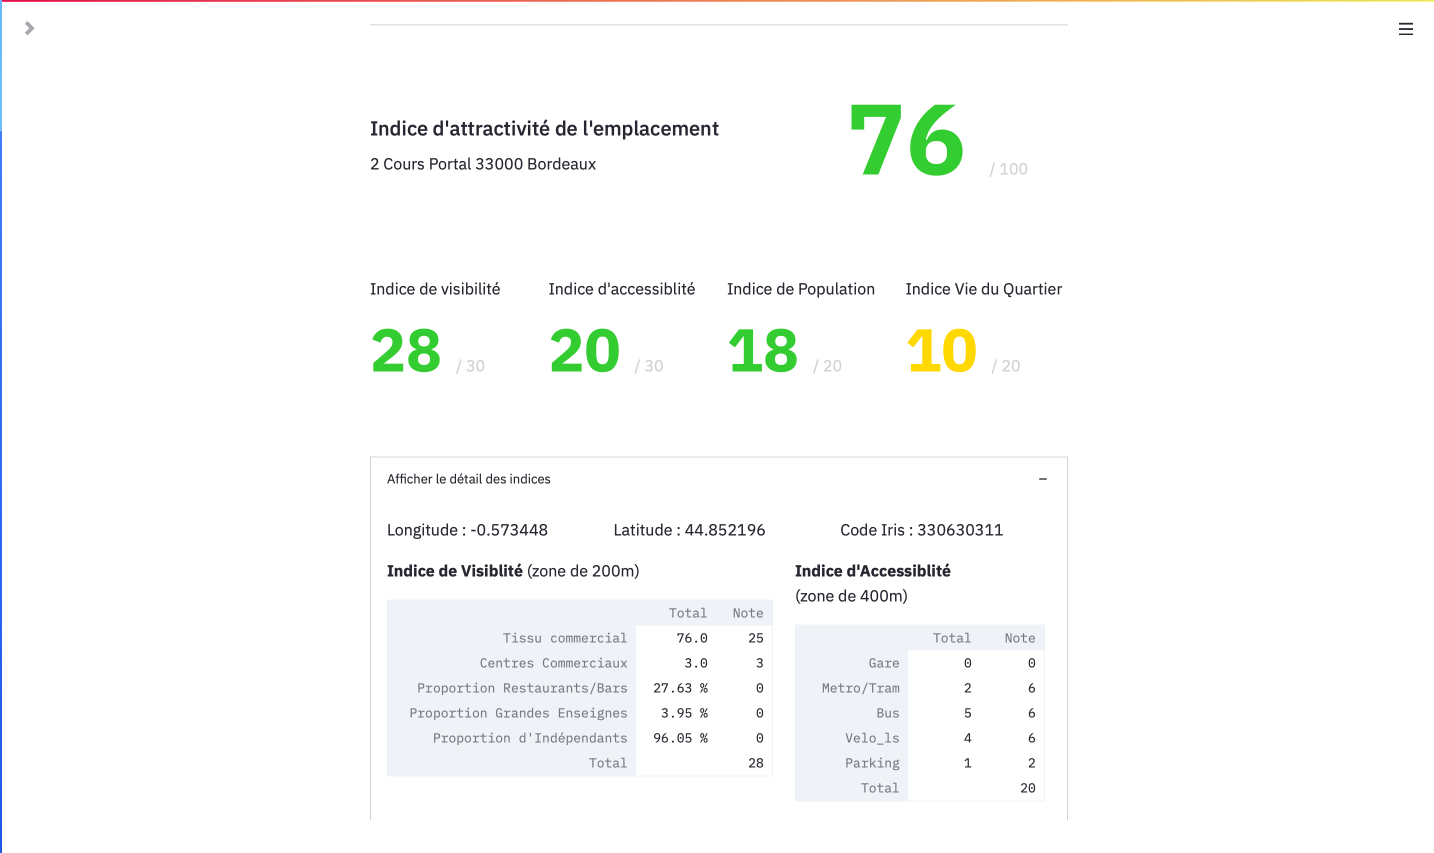 Indice d'attractivité de l'emplacement
2 Cours Portal 33000 Bordeaux
76 / 100
Indice de visibilité
28 / 30
Indice d'accessiblité
20 / 30
Indice de Population
18 / 20
Indice Vie du Quartier
10 / 20
Afficher le détail des indices
Longitude : -0.573448
Latitude : 44.852196
Code Iris : 330630311
Indice de Visiblité (zone de 200m)
Total Note
Tissu commercial 76.0 25
Centres Commerciaux 3.0 3
Proportion Restaurants/Bars 27.63 % 0
Proportion Grandes Enseignes 3.95 % 0
Proportion d'Indépendants 96.05 % 0
Total 28
Indice d'Accessiblité
(zone de 400m)
Total Note
Gare 0 0
Metro/Tram 2 6
Bus 5 6
Velo_ls 4 6
Parking 1 2
Total 20